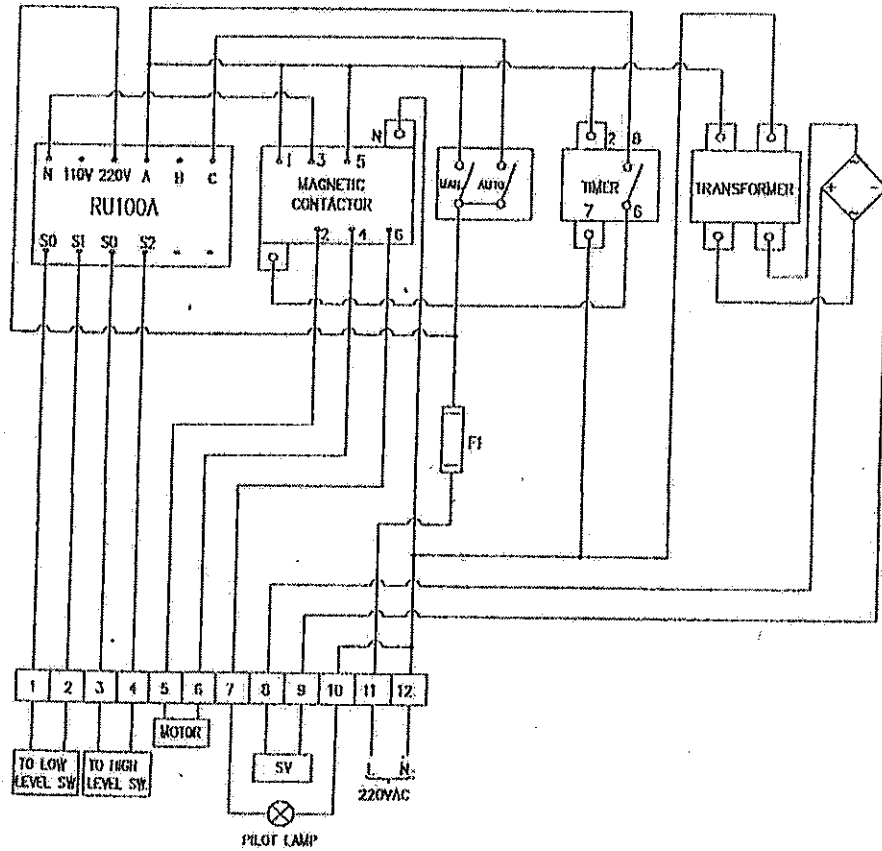 N 110V 220V A B C
RU100A
S0 S1 S0 S2
N
1 3 5
MAGNETIC
CONTACTOR
2 4 6
MAN. AUTO
2 8
TIMER
7 6
TRANSFORMER
+ -
F1
1 2 3 4 5 6 7 8 9 10 11 12
MOTOR
TO LOW
LEVEL SW.
TO HIGH
LEVEL SW.
SV
L N
220VAC
PILOT LAMP